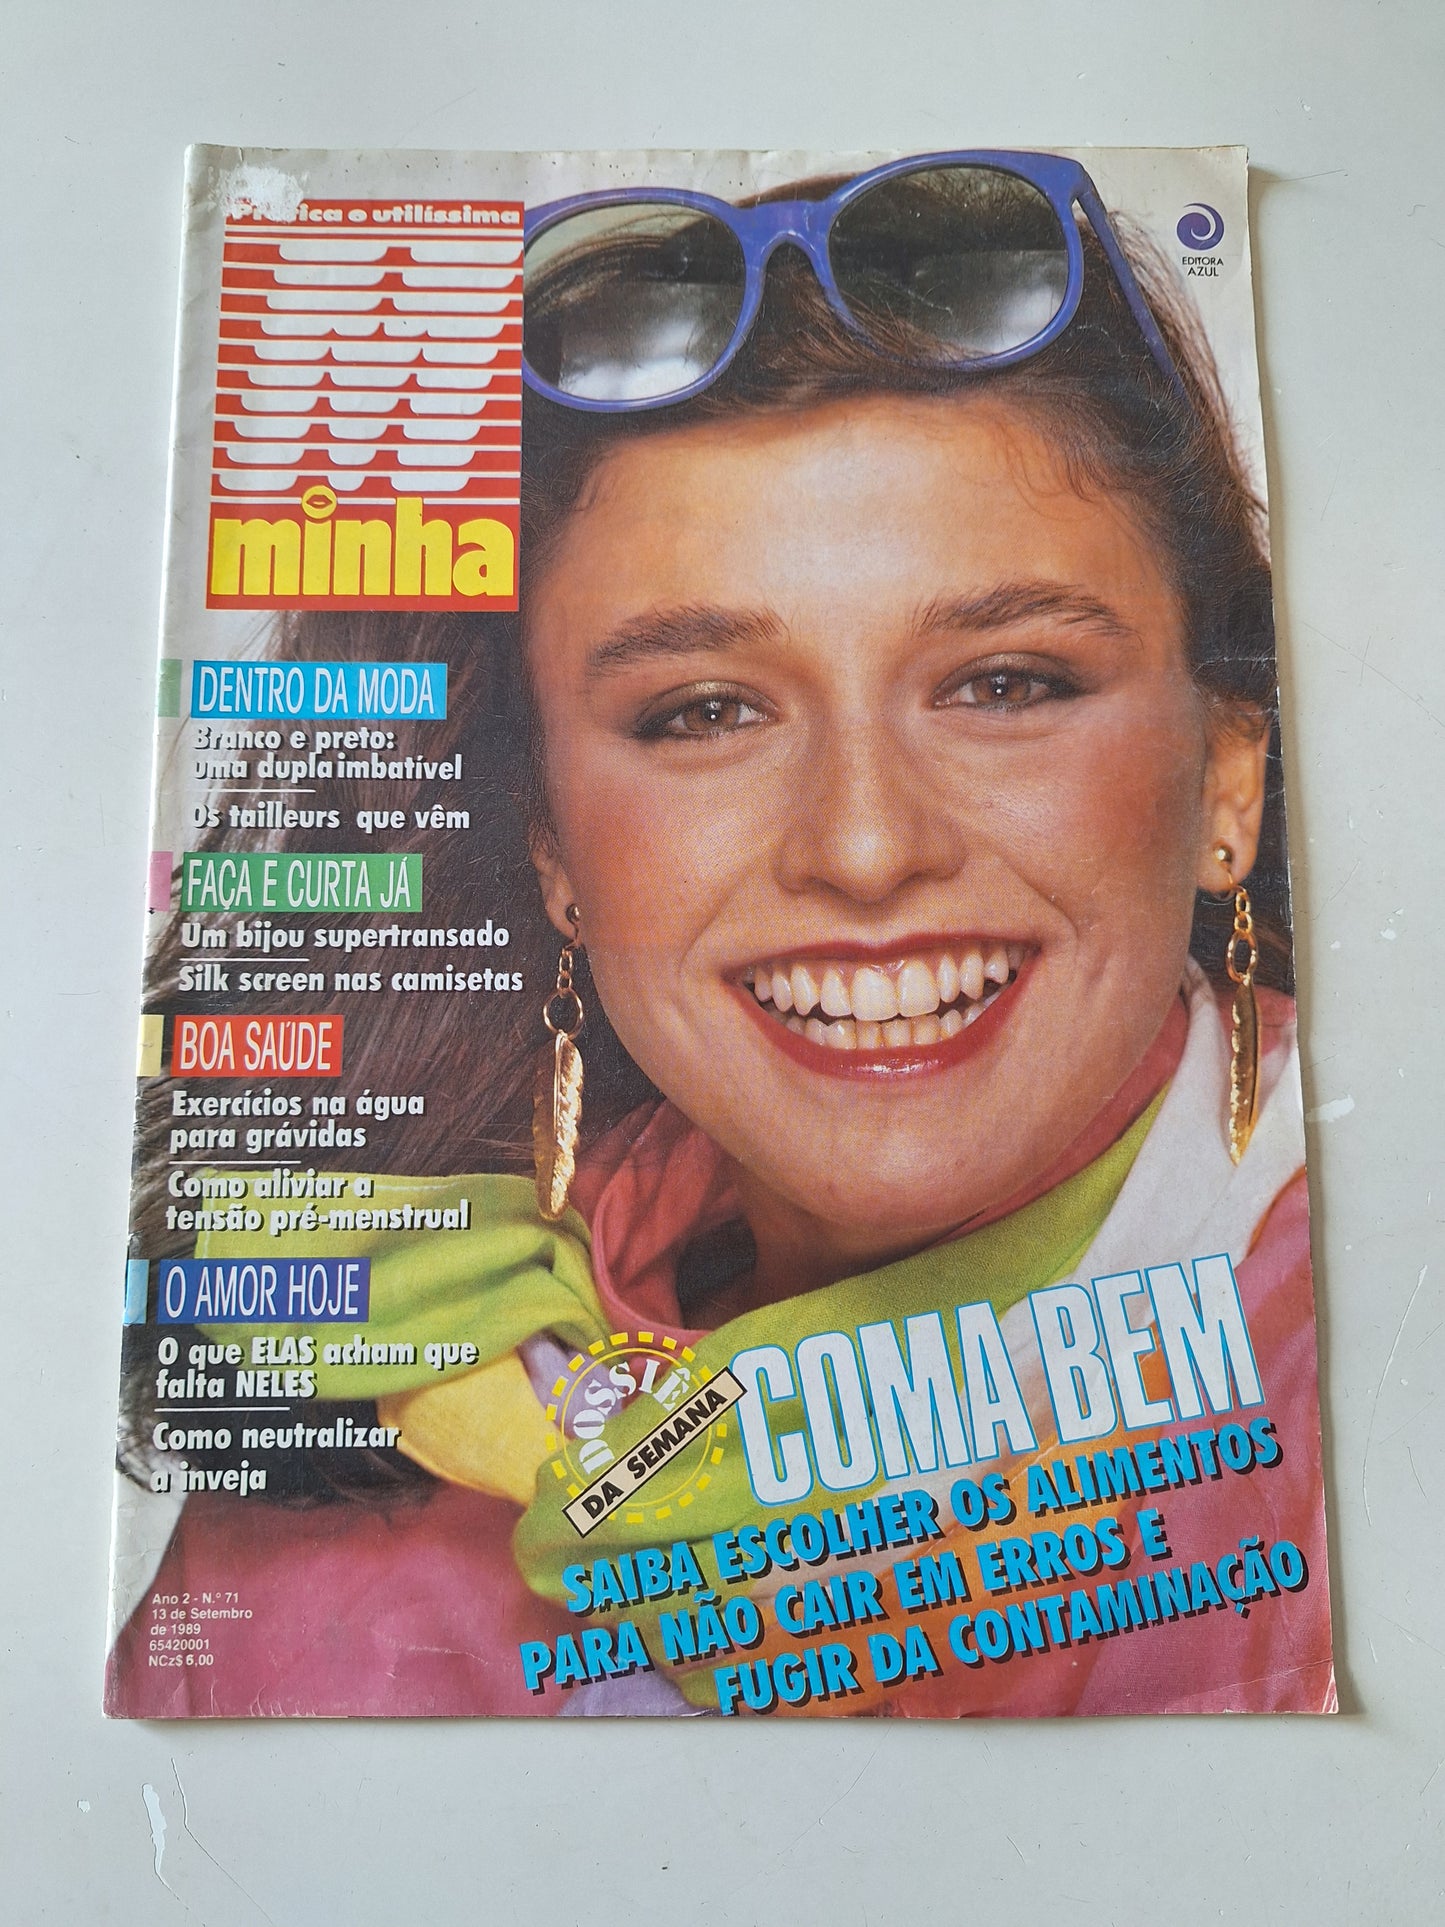 Prática e utilíssima
minha
EDITORA
AZUL
DENTRO DA MODA
Branco e preto:
uma dupla imbatível
Os tailleurs que vêm
FAÇA E CURTA JÁ
Um bijou supertransado
Silk screen nas camisetas
BOA SAÚDE
Exercícios na água
para grávidas
Como aliviar a
tensão pré-menstrual
O AMOR HOJE
O que ELAS acham que
falta NELES
Como neutralizar
a inveja
DOSSIÊ
DA SEMANA
COMA BEM
SAIBA ESCOLHER OS ALIMENTOS
PARA NÃO CAIR EM ERROS E
FUGIR DA CONTAMINAÇÃO
Ano 2 - N.º 71
13 de Setembro
de 1989
65420001
NCz$ 6,00